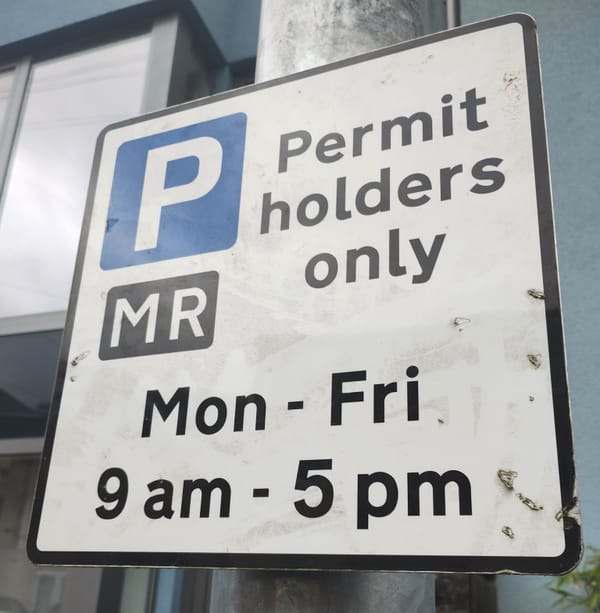 P
Permit
holders
only
MR
Mon - Fri
9 am - 5 pm